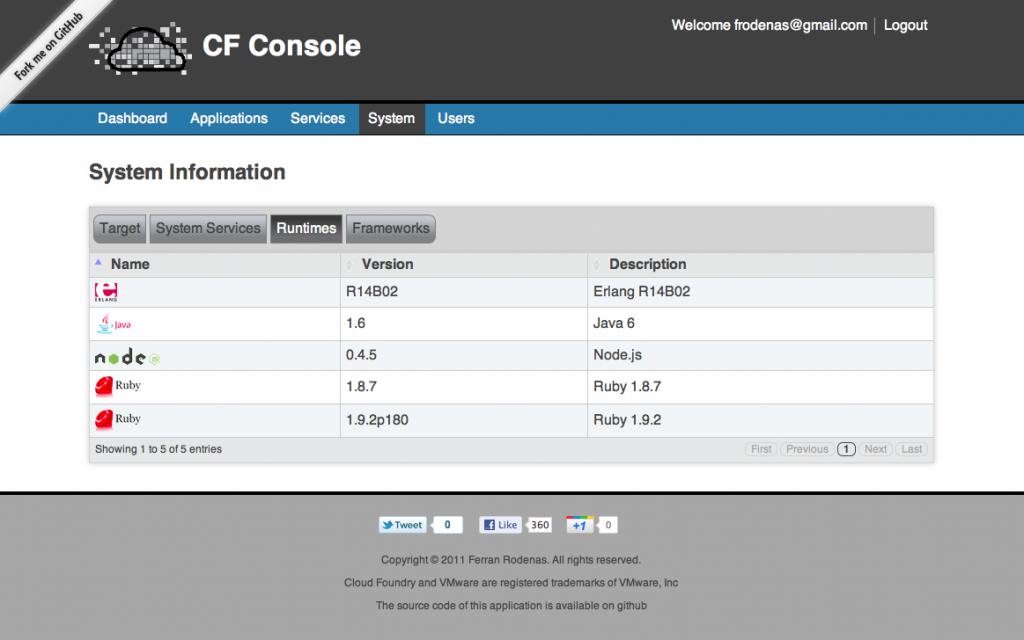 Fork me on GitHub
CF Console
Welcome frodenas@gmail.com | Logout
Dashboard Applications Services System Users
System Information
Target System Services Runtimes Frameworks
Name Version Description
ERLANG R14B02 Erlang R14B02
Java 1.6 Java 6
node JS 0.4.5 Node.js
Ruby 1.8.7 Ruby 1.8.7
Ruby 1.9.2p180 Ruby 1.9.2
Showing 1 to 5 of 5 entries First Previous 1 Next Last
Tweet 0 Like 360 +1 0
Copyright © 2011 Ferran Rodenas. All rights reserved.
Cloud Foundry and VMware are registered trademarks of VMware, Inc
The source code of this application is available on github